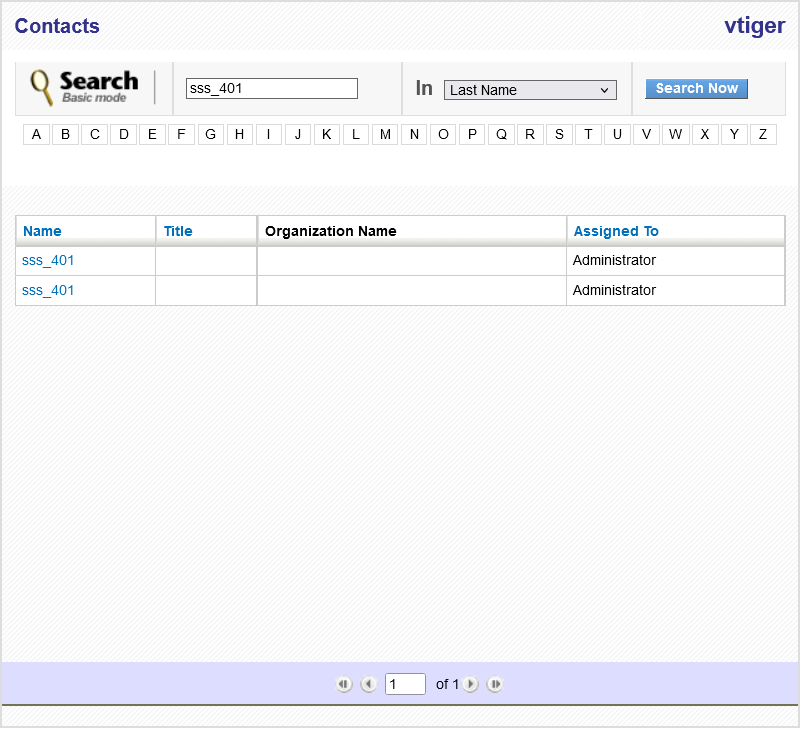 Contacts vtiger
Search
Basic mode
sss_401 In Last Name Search Now
A B C D E F G H I J K L M N O P Q R S T U V W X Y Z
Name Title Organization Name Assigned To
sss_401 Administrator
sss_401 Administrator
1 of 1